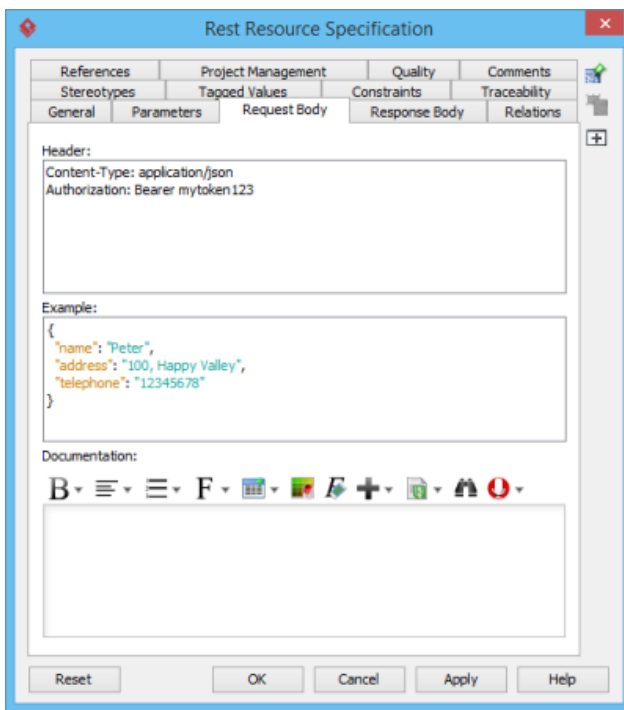 Rest Resource Specification
References Project Management Quality Comments
Stereotypes Tagged Values Constraints Traceability
General Parameters Request Body Response Body Relations
Header:
Content-Type: application/json
Authorization: Bearer mytoken123
Example:
{
"name": "Peter",
"address": "100, Happy Valley",
"telephone": "12345678"
}
Documentation:
B F F
Reset OK Cancel Apply Help